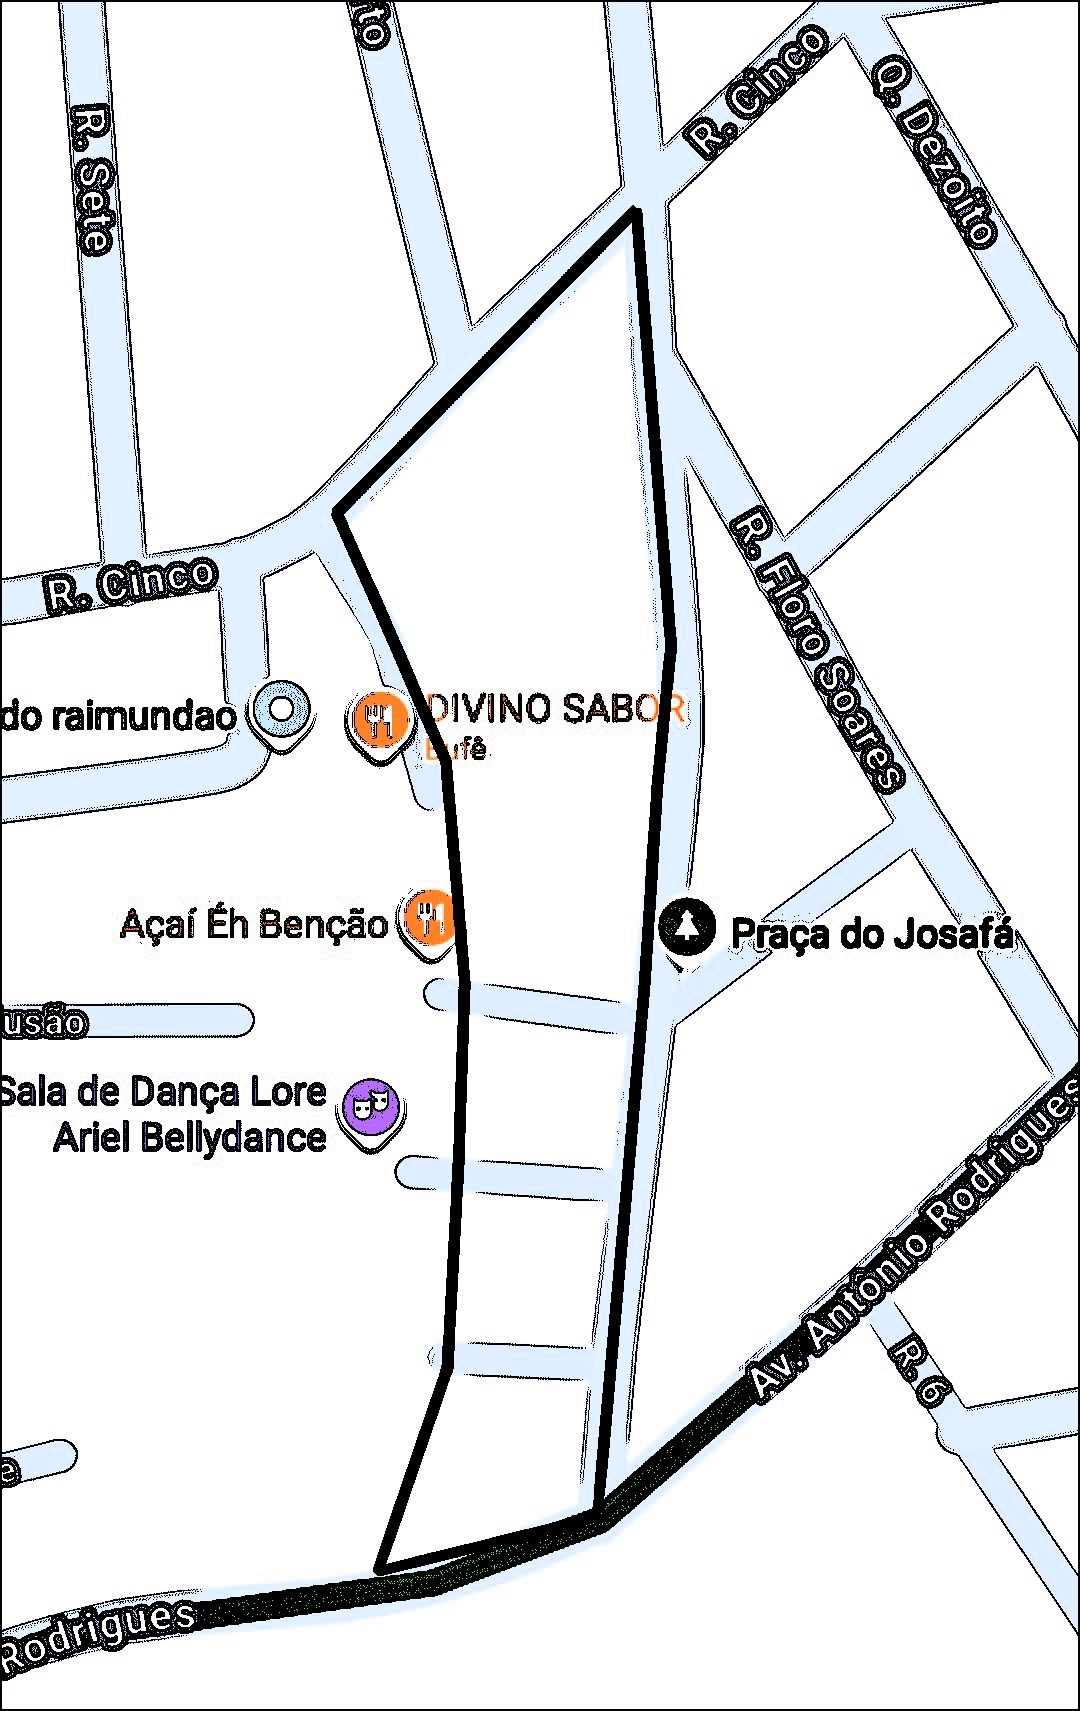 to
R. Cinco
Q. Dezoito
R. Sete
R. Floro Soares
R. Cinco
DIVINO SABOR
Bufê
do raimundao
Açaí Éh Benção
Praça do Josafá
usão
Sala de Dança Lore
Ariel Bellydance
Av. Antônio Rodrigues
R. 6
e
Rodrigues